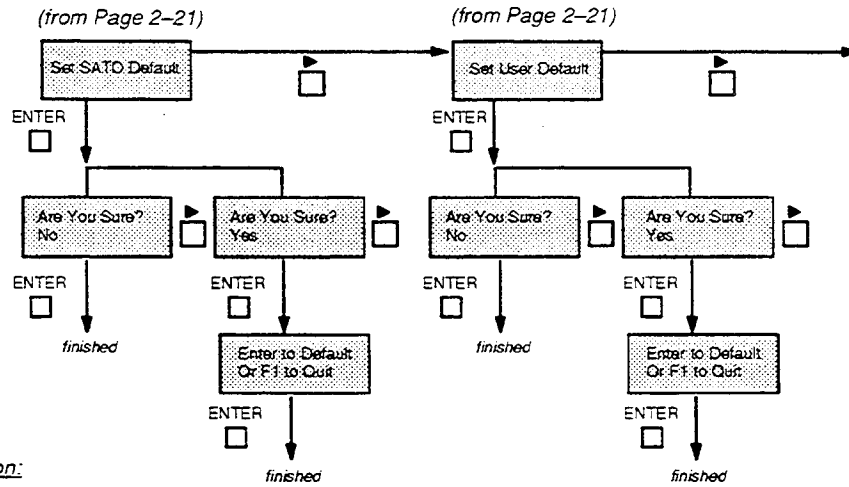 (from Page 2–21)
(from Page 2–21)
Set SATO Default
Set User Default
ENTER
ENTER
Are You Sure?
No
Are You Sure?
Yes
Are You Sure?
No
Are You Sure?
Yes
ENTER
ENTER
ENTER
ENTER
finished
Enter to Default
Or F1 to Quit
finished
Enter to Default
Or F1 to Quit
ENTER
ENTER
on:
finished
finished